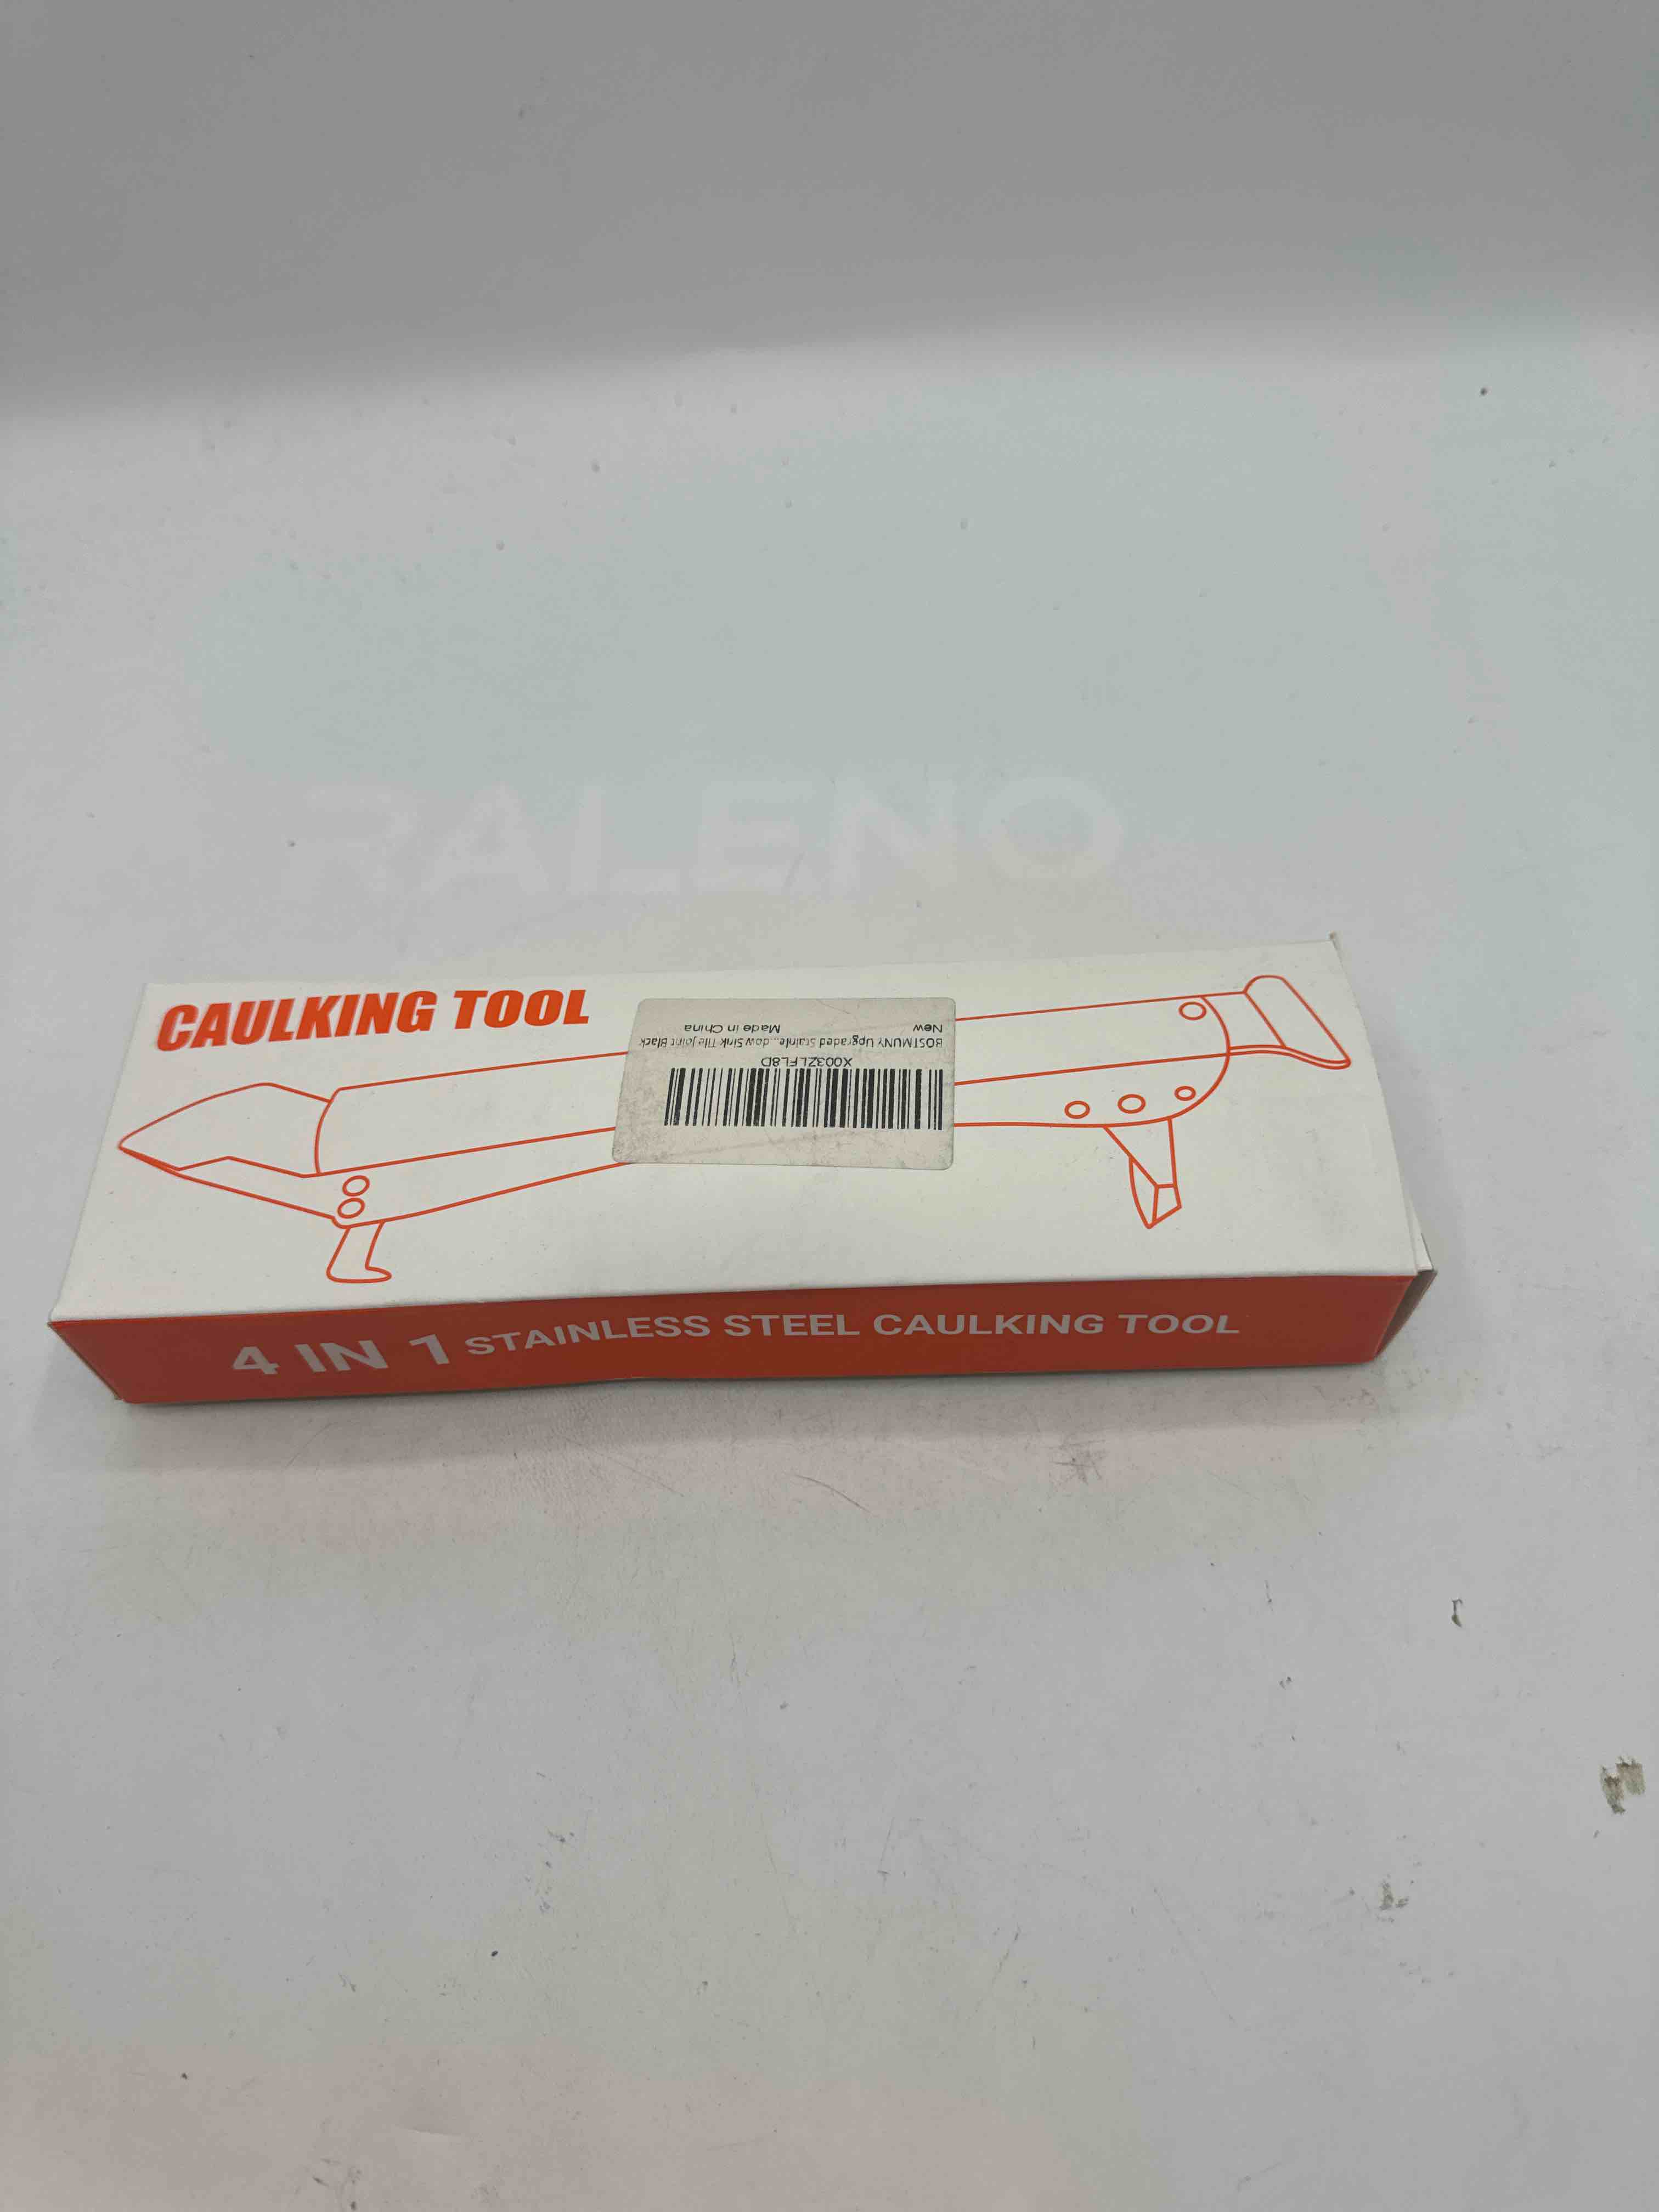 RALENO
CAULKING TOOL
X003ZLFL8D
BOSTMUNY Upgraded Stainle...dow Sink Tile Joint Black
New
Made in China
4 IN 1 STAINLESS STEEL CAULKING TOOL